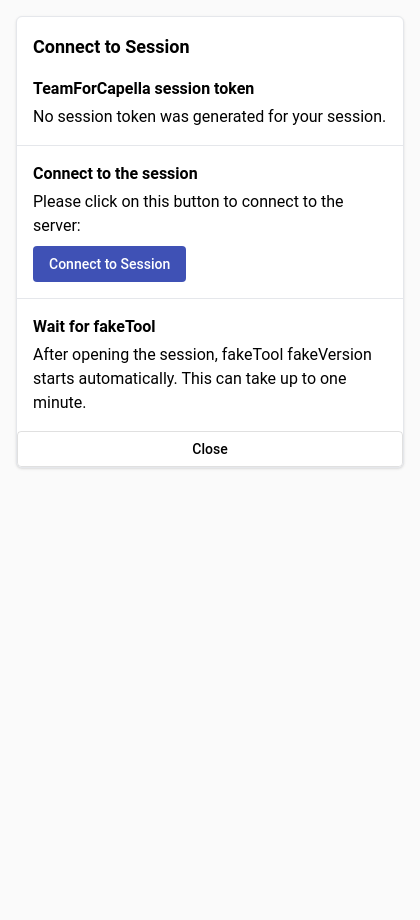 Connect to Session
TeamForCapella session token
No session token was generated for your session.
Connect to the session
Please click on this button to connect to the
server:
Connect to Session
Wait for fakeTool
After opening the session, fakeTool fakeVersion
starts automatically. This can take up to one
minute.
Close